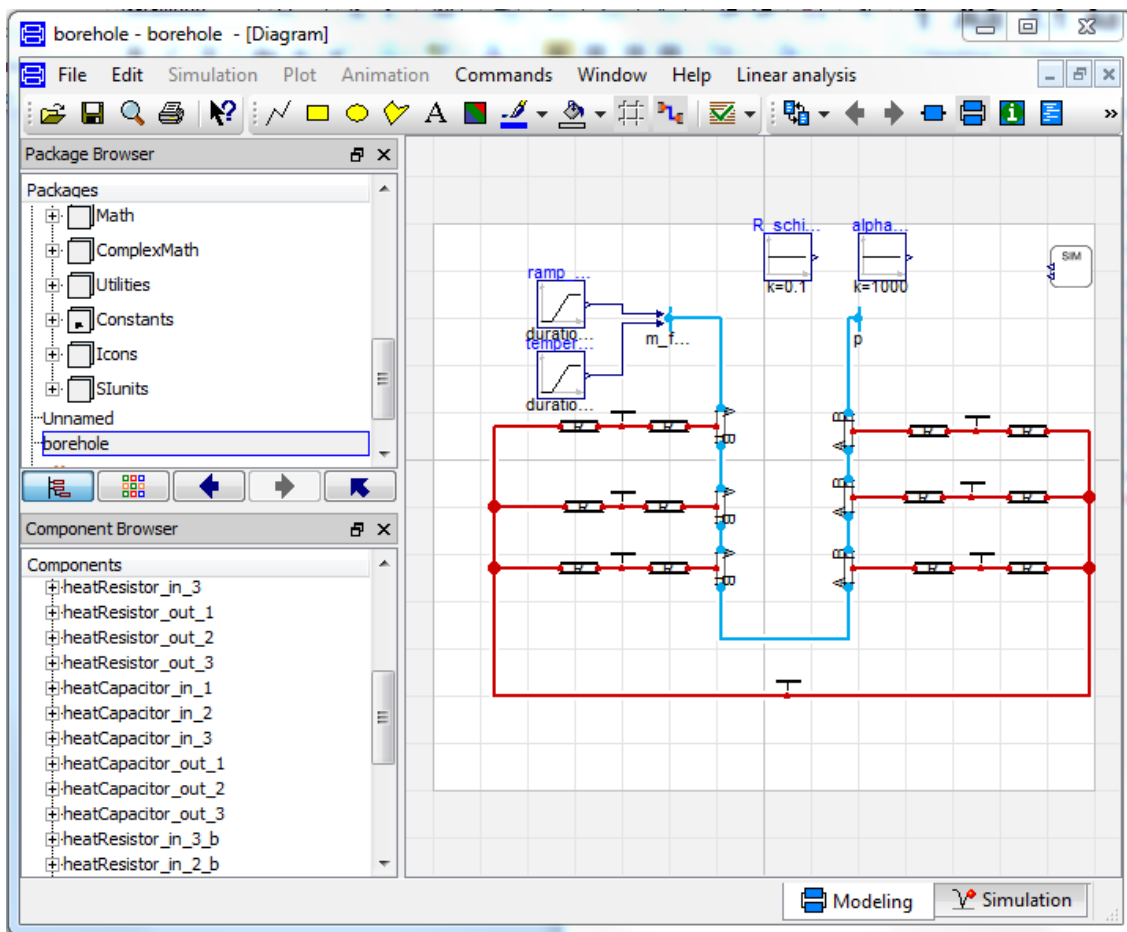 borehole - borehole - [Diagram]
File Edit Simulation Plot Animation Commands Window Help Linear analysis
A
»
Package Browser
Packages
Math
ComplexMath
Utilities
Constants
Icons
SIunits
Unnamed
borehole
Component Browser
Components
heatResistor_in_3
heatResistor_out_1
heatResistor_out_2
heatResistor_out_3
heatCapacitor_in_1
heatCapacitor_in_2
heatCapacitor_in_3
heatCapacitor_out_1
heatCapacitor_out_2
heatCapacitor_out_3
heatResistor_in_3_b
heatResistor_in_2_b
R_schi...
alpha...
k=0.1
k=1000
SIM
ramp_...
duratio...
temper...
duratio...
m_f...
p
R R A B B A R R
R R A B B A R R
R R A B B A R R
Modeling
Simulation